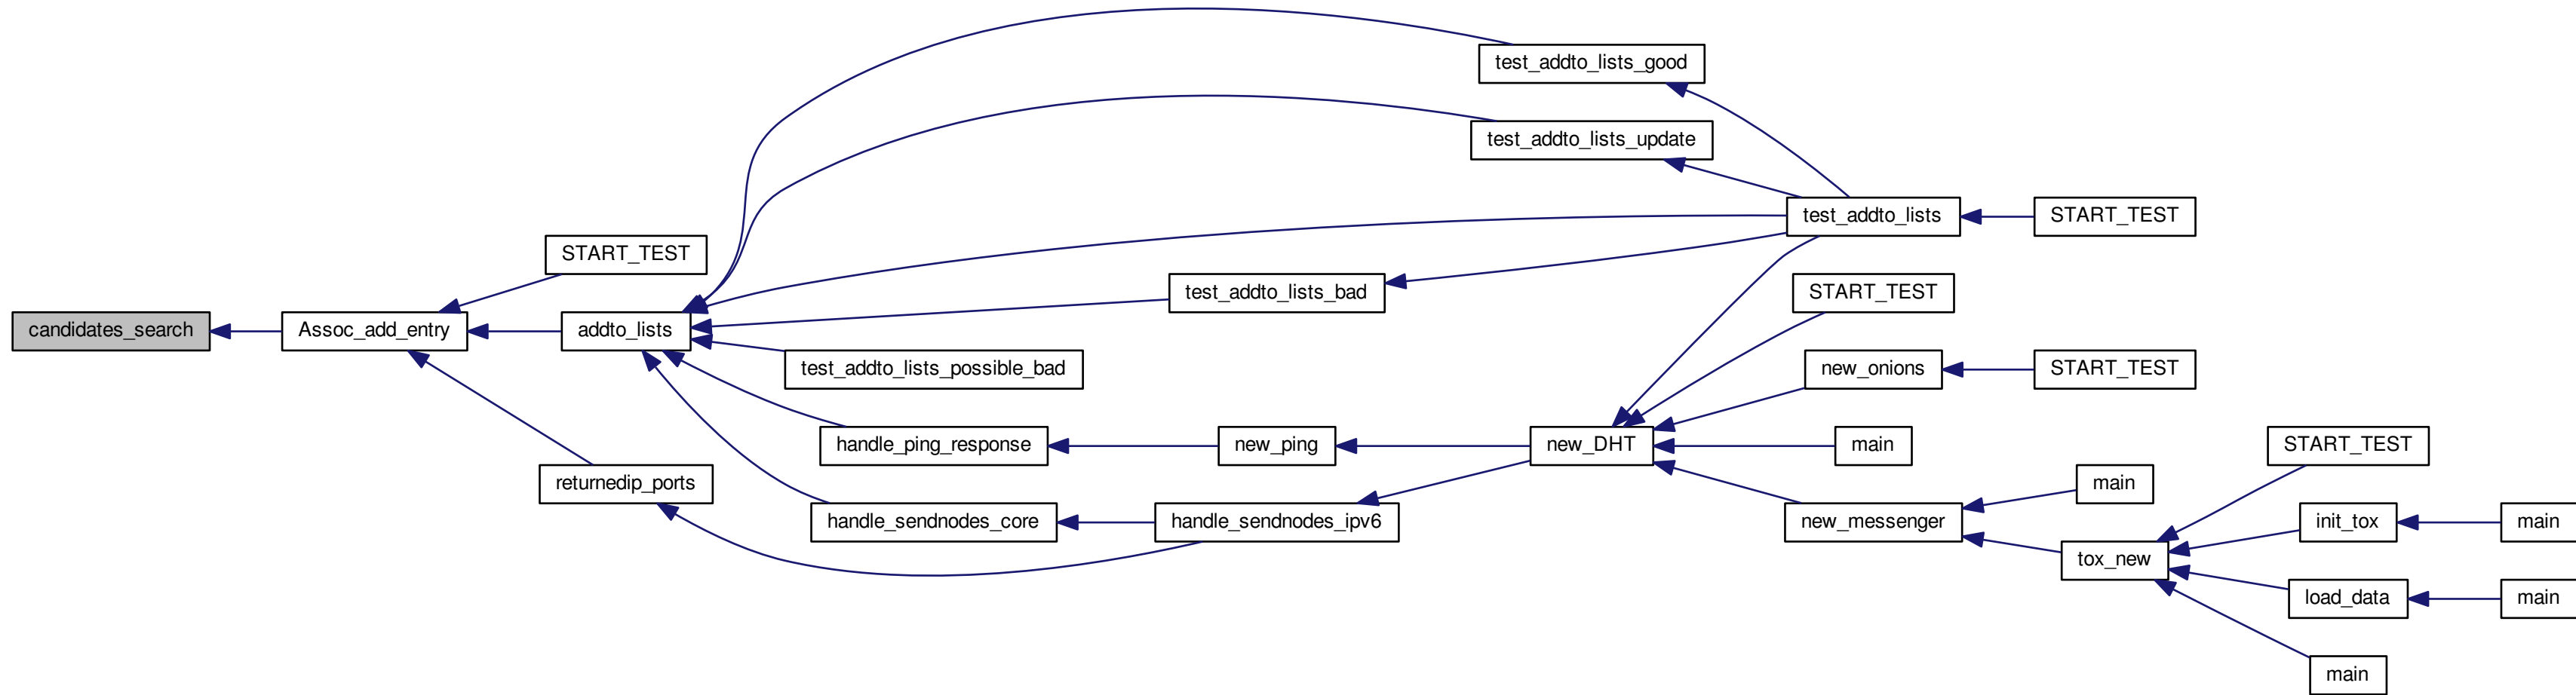 test_addto_lists_good
test_addto_lists_update
test_addto_lists
START_TEST
START_TEST
test_addto_lists_bad
START_TEST
candidates_search
Assoc_add_entry
addto_lists
test_addto_lists_possible_bad
new_onions
START_TEST
handle_ping_response
new_ping
new_DHT
main
START_TEST
returnedip_ports
main
handle_sendnodes_core
handle_sendnodes_ipv6
new_messenger
init_tox
main
tox_new
load_data
main
main